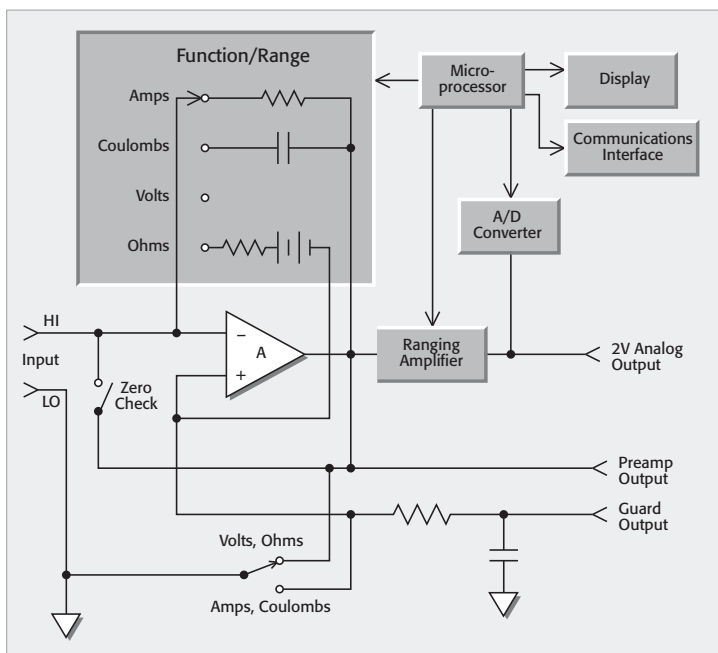 Function/Range
Amps
Coulombs
Volts
Ohms
Micro-
processor
Display
Communications
Interface
A/D
Converter
HI
Input
LO
Zero
Check
−
A
+
Ranging
Amplifier
2V Analog
Output
Preamp
Output
Guard
Output
Volts, Ohms
Amps, Coulombs